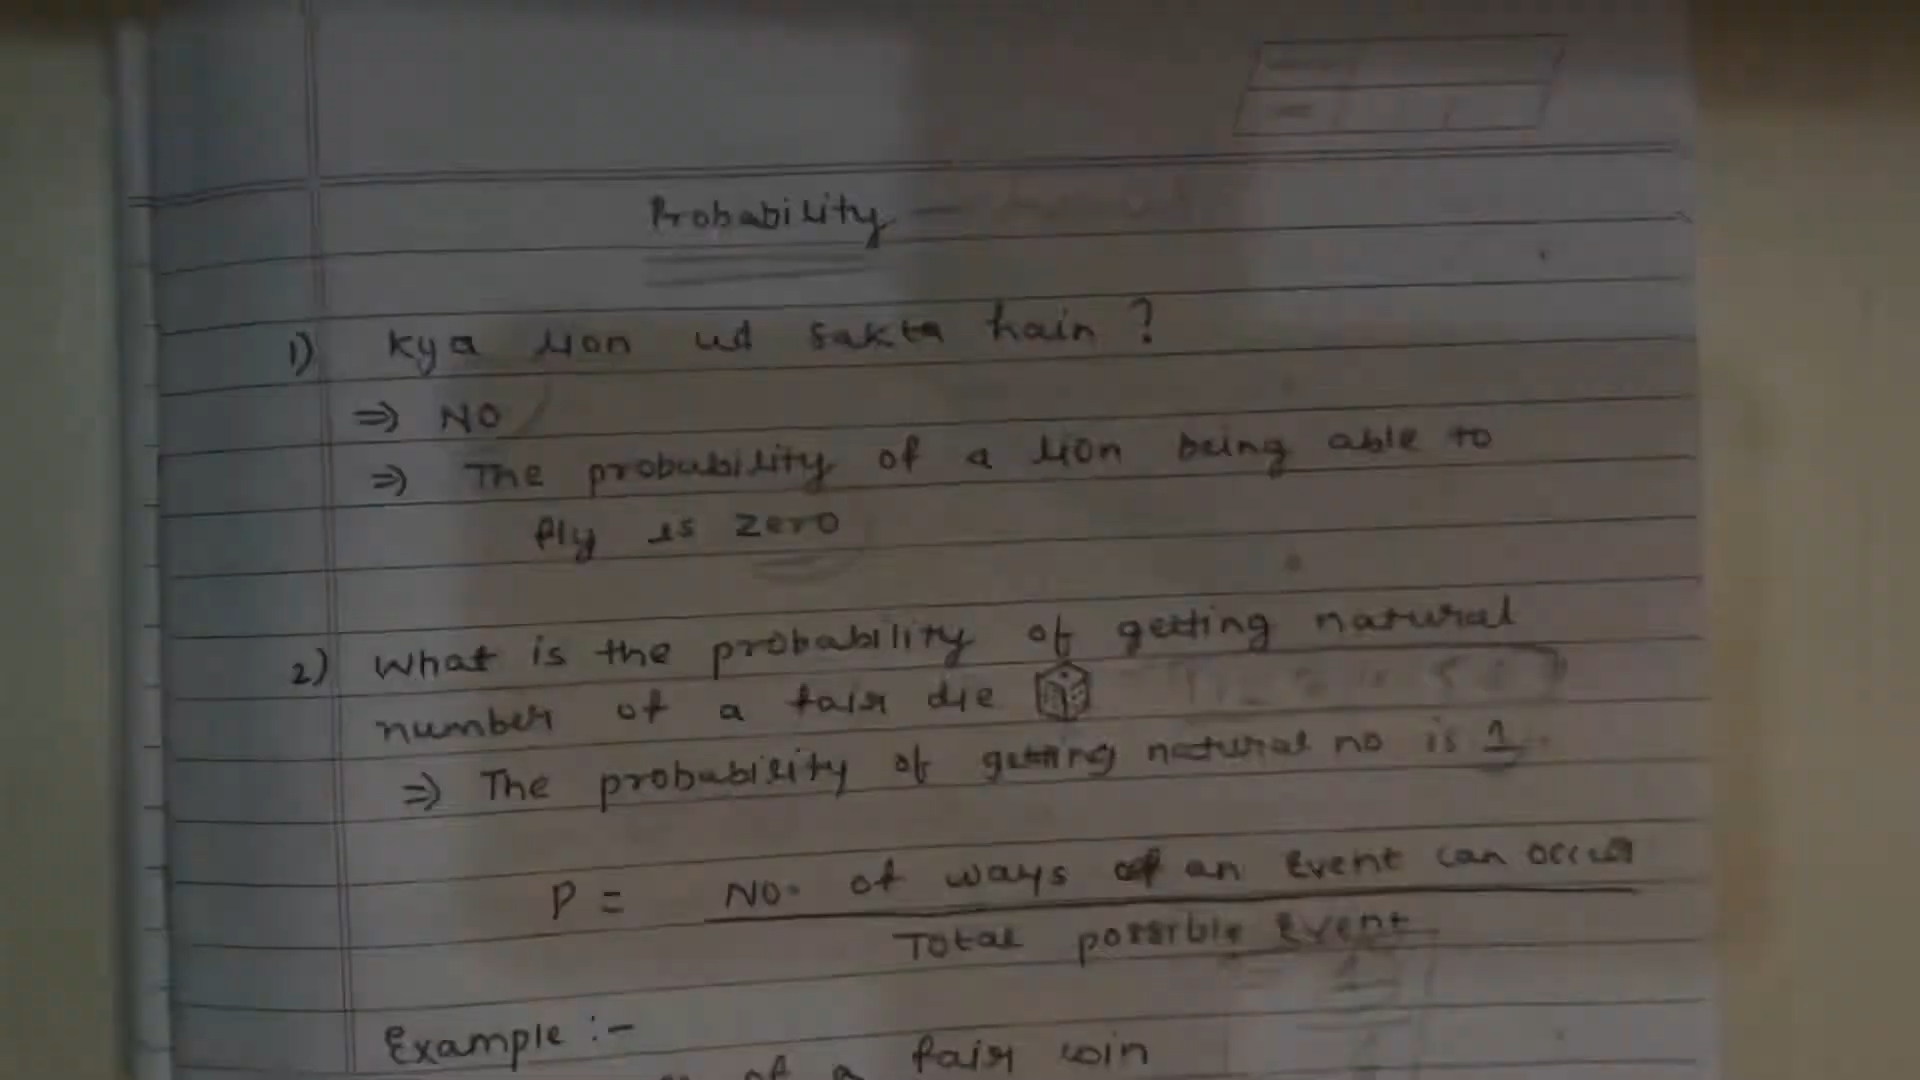 Probability
1) Kya lion ud sakta hain ?
⇒ NO
⇒ The probability of a lion being able to
fly is zero
2) What is the probability of getting natural
number of a fair die
⇒ The probability of getting natural no is 1
P = No. of ways of an Event can occur
Total possible Event
Example :-
of a fair coin